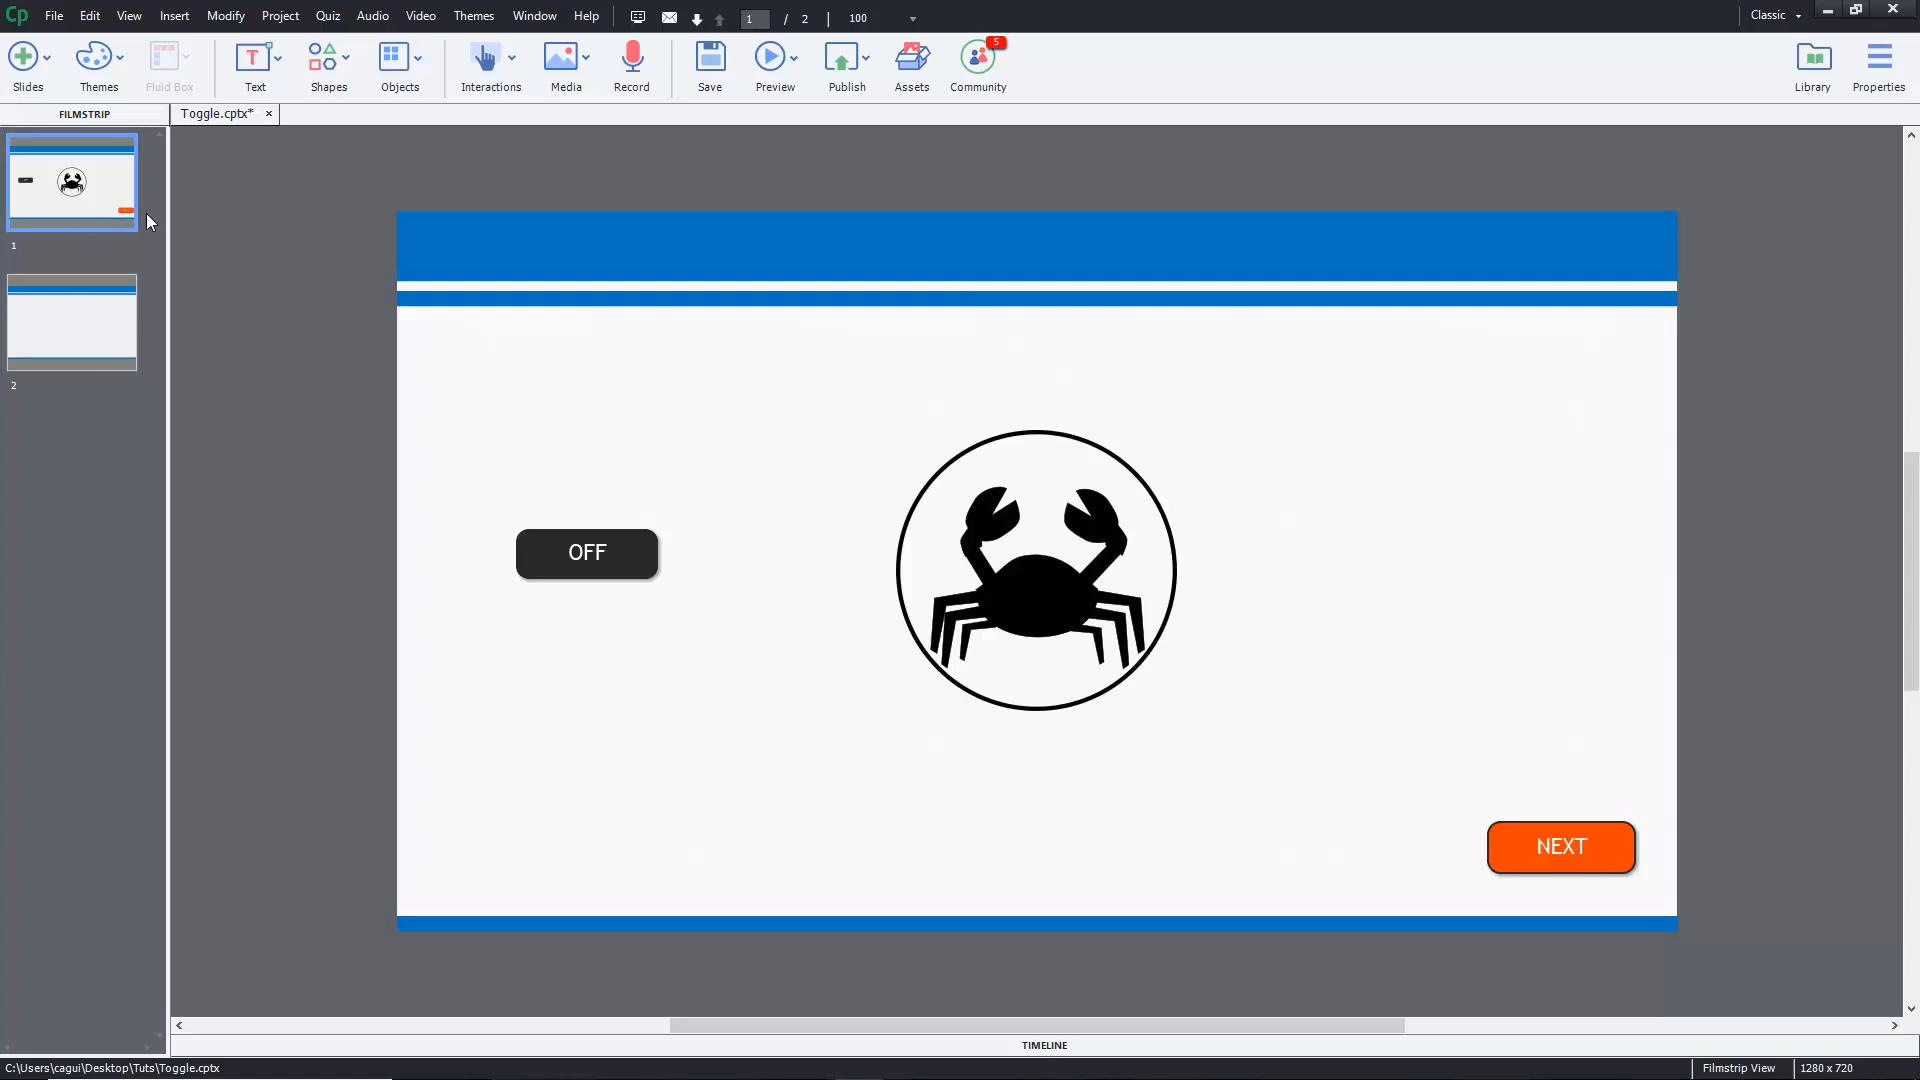 Cp File Edit View Insert Modify Project Quiz Audio Video Themes Window Help 1 / 2 100 Classic
Slides Themes Fluid Box Text Shapes Objects Interactions Media Record Save Preview Publish Assets Community 5 Library Properties
FILMSTRIP Toggle.cptx* ×
1
2
OFF
NEXT
TIMELINE
C:\Users\cagui\Desktop\Tuts\Toggle.cptx Filmstrip View 1280 x 720